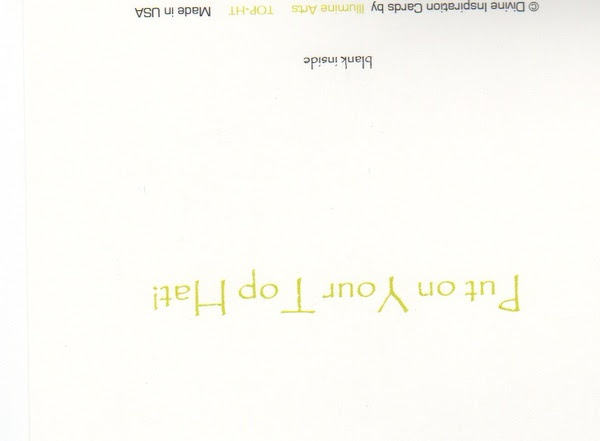 Put on Your Top Hat!
blank inside
© Divine Inspiration Cards by Illumine Arts TOP-HT Made in USA